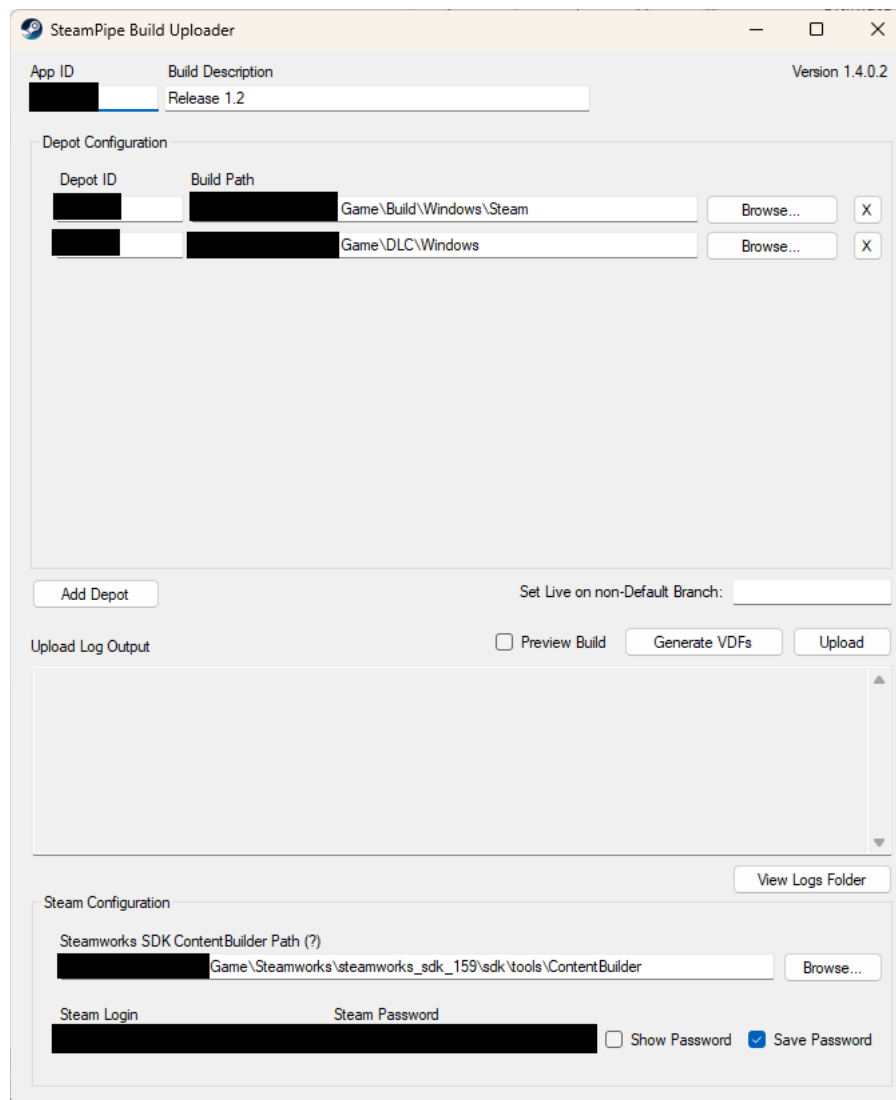 SteamPipe Build Uploader
App ID Build Description Version 1.4.0.2
Release 1.2
Depot Configuration
Depot ID Build Path
Game\Build\Windows\Steam Browse... X
Game\DLC\Windows Browse... X
Add Depot Set Live on non-Default Branch:
Upload Log Output Preview Build Generate VDFs Upload
View Logs Folder
Steam Configuration
Steamworks SDK ContentBuilder Path (?)
Game\Steamworks\steamworks_sdk_159\sdk\tools\ContentBuilder Browse...
Steam Login Steam Password
Show Password Save Password